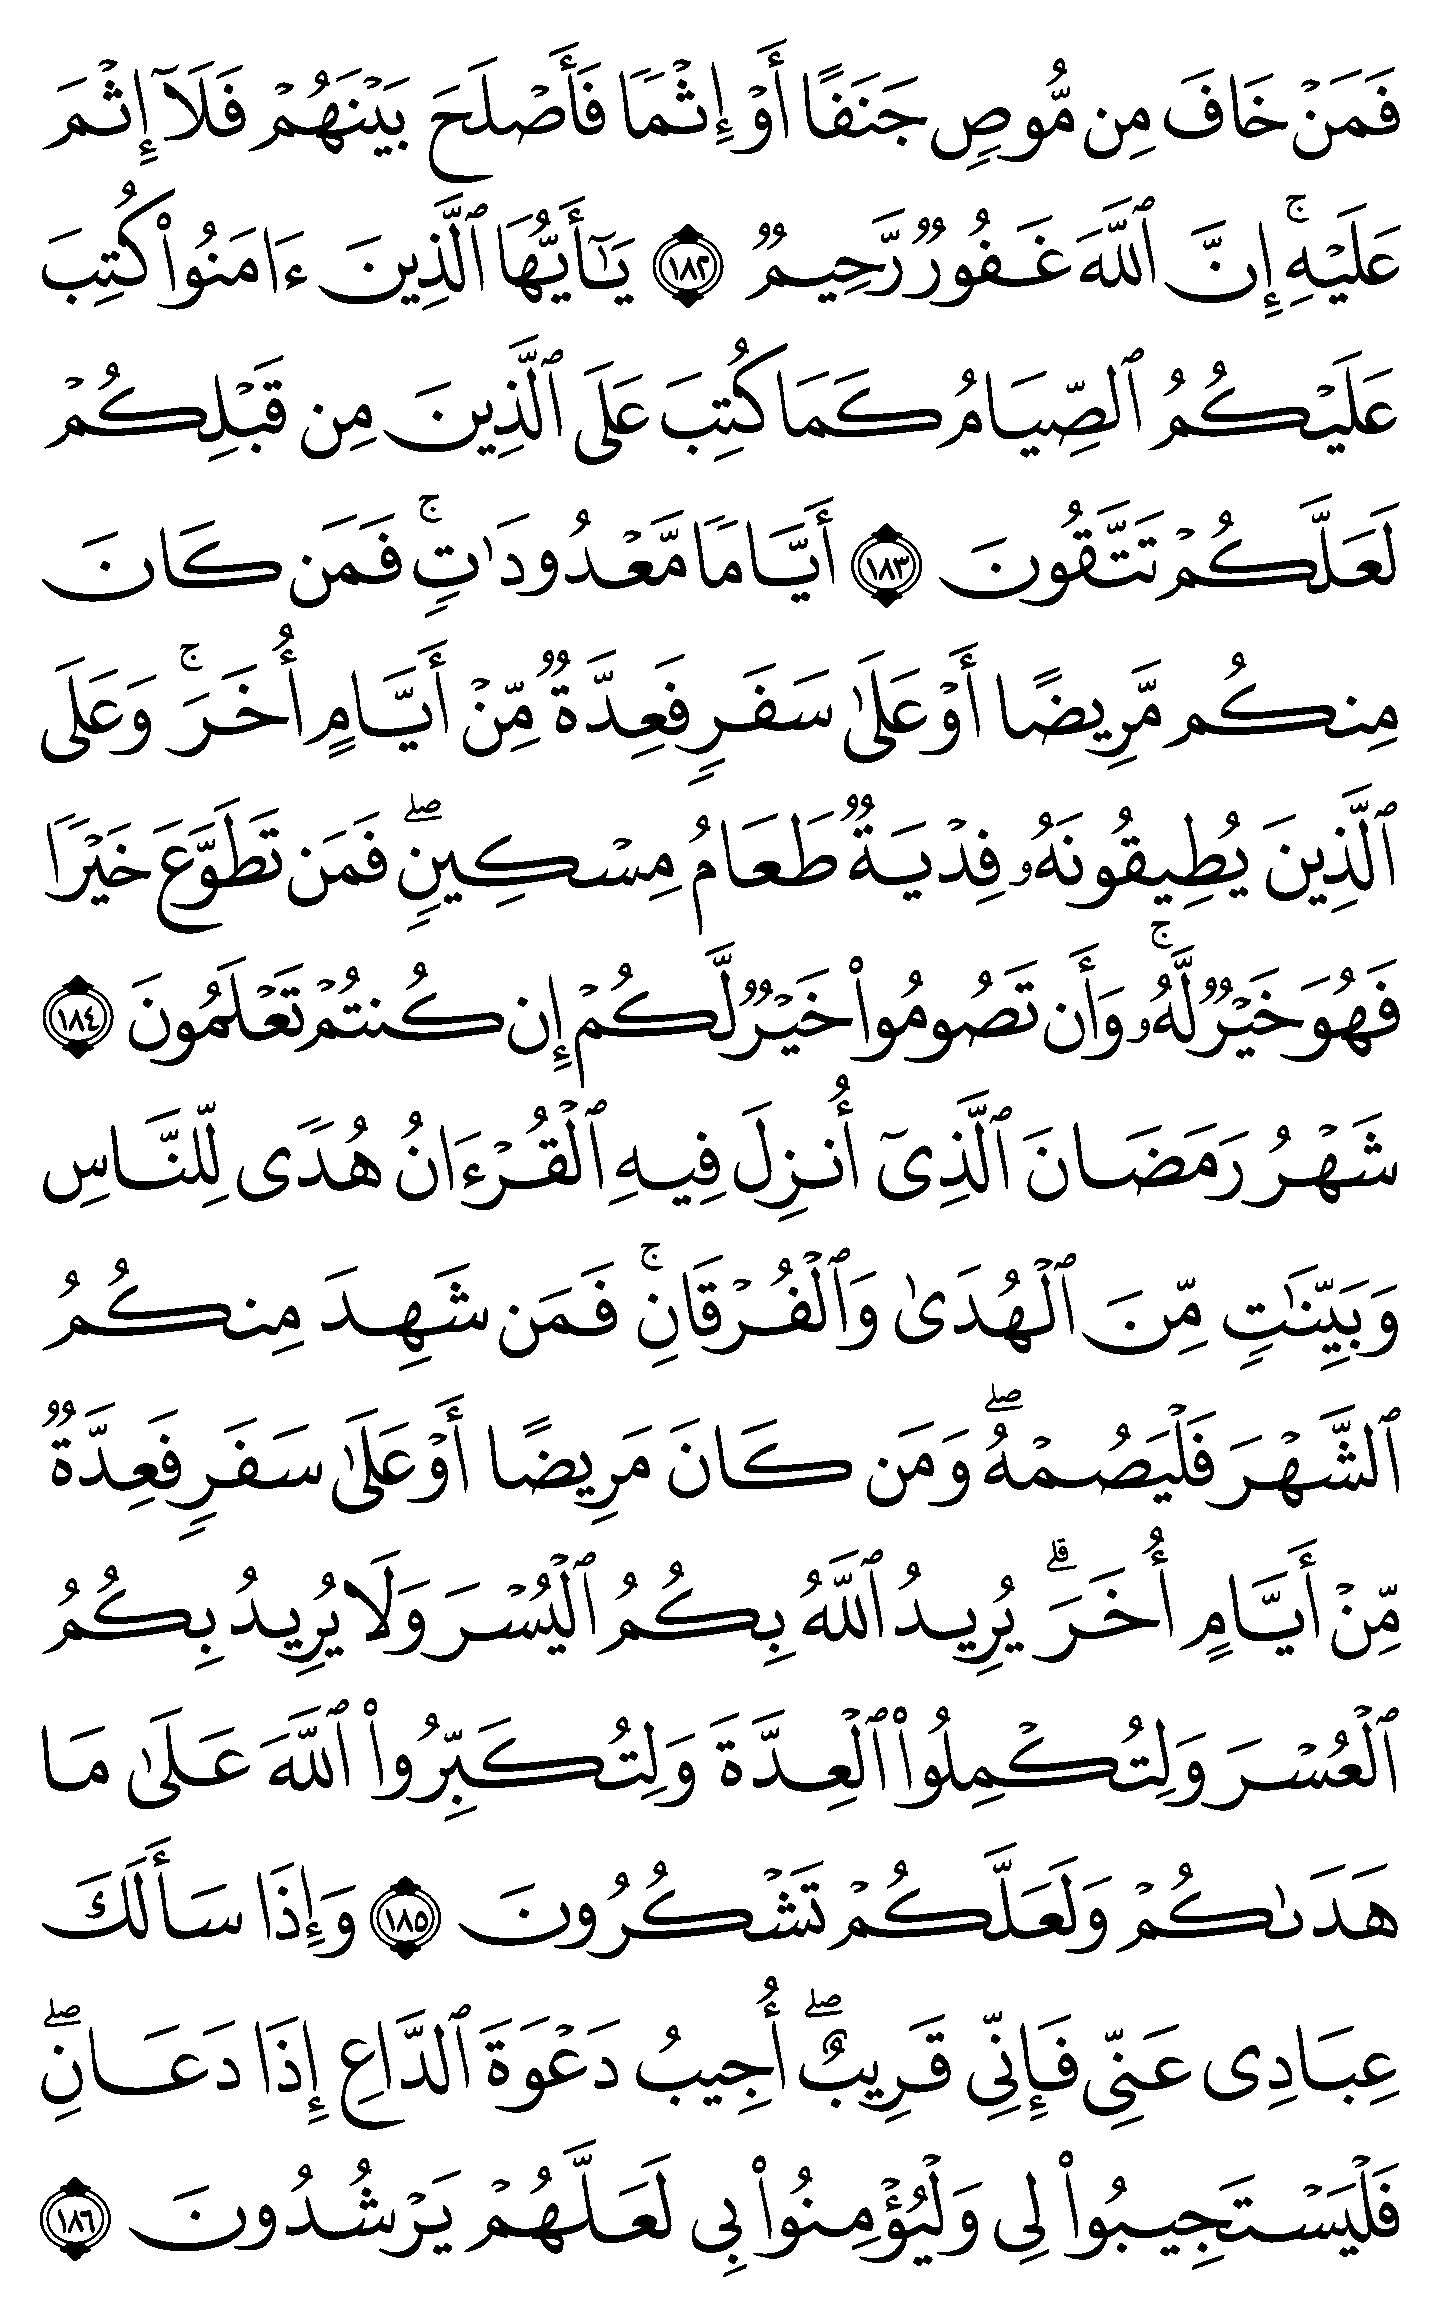 فَمَنْ خَافَ مِن مُّوصٍ جَنَفًا أَوْ إِثْمًا فَأَصْلَحَ بَيْنَهُمْ فَلَآ إِثْمَ
عَلَيْهِ ۚ إِنَّ ٱللَّهَ غَفُورٌ رَّحِيمٌ ١٨٢ يَـٰٓأَيُّهَا ٱلَّذِينَ ءَامَنُوا۟ كُتِبَ
عَلَيْكُمُ ٱلصِّيَامُ كَمَا كُتِبَ عَلَى ٱلَّذِينَ مِن قَبْلِكُمْ
لَعَلَّكُمْ تَتَّقُونَ ١٨٣ أَيَّامًا مَّعْدُودَٰتٍ ۚ فَمَن كَانَ
مِنكُم مَّرِيضًا أَوْ عَلَىٰ سَفَرٍ فَعِدَّةٌ مِّنْ أَيَّامٍ أُخَرَ ۚ وَعَلَى
ٱلَّذِينَ يُطِيقُونَهُۥ فِدْيَةٌ طَعَامُ مِسْكِينٍ ۖ فَمَن تَطَوَّعَ خَيْرًا
فَهُوَ خَيْرٌ لَّهُۥ ۚ وَأَن تَصُومُوا۟ خَيْرٌ لَّكُمْ إِن كُنتُمْ تَعْلَمُونَ ١٨٤
شَهْرُ رَمَضَانَ ٱلَّذِىٓ أُنزِلَ فِيهِ ٱلْقُرْءَانُ هُدًى لِّلنَّاسِ
وَبَيِّنَـٰتٍ مِّنَ ٱلْهُدَىٰ وَٱلْفُرْقَانِ ۚ فَمَن شَهِدَ مِنكُمُ
ٱلشَّهْرَ فَلْيَصُمْهُ ۖ وَمَن كَانَ مَرِيضًا أَوْ عَلَىٰ سَفَرٍ فَعِدَّةٌ
مِّنْ أَيَّامٍ أُخَرَ ۗ يُرِيدُ ٱللَّهُ بِكُمُ ٱلْيُسْرَ وَلَا يُرِيدُ بِكُمُ
ٱلْعُسْرَ وَلِتُكْمِلُوا۟ ٱلْعِدَّةَ وَلِتُكَبِّرُوا۟ ٱللَّهَ عَلَىٰ مَا
هَدَىٰكُمْ وَلَعَلَّكُمْ تَشْكُرُونَ ١٨٥ وَإِذَا سَأَلَكَ
عِبَادِى عَنِّى فَإِنِّى قَرِيبٌ ۖ أُجِيبُ دَعْوَةَ ٱلدَّاعِ إِذَا دَعَانِ ۖ
فَلْيَسْتَجِيبُوا۟ لِى وَلْيُؤْمِنُوا۟ بِى لَعَلَّهُمْ يَرْشُدُونَ ١٨٦